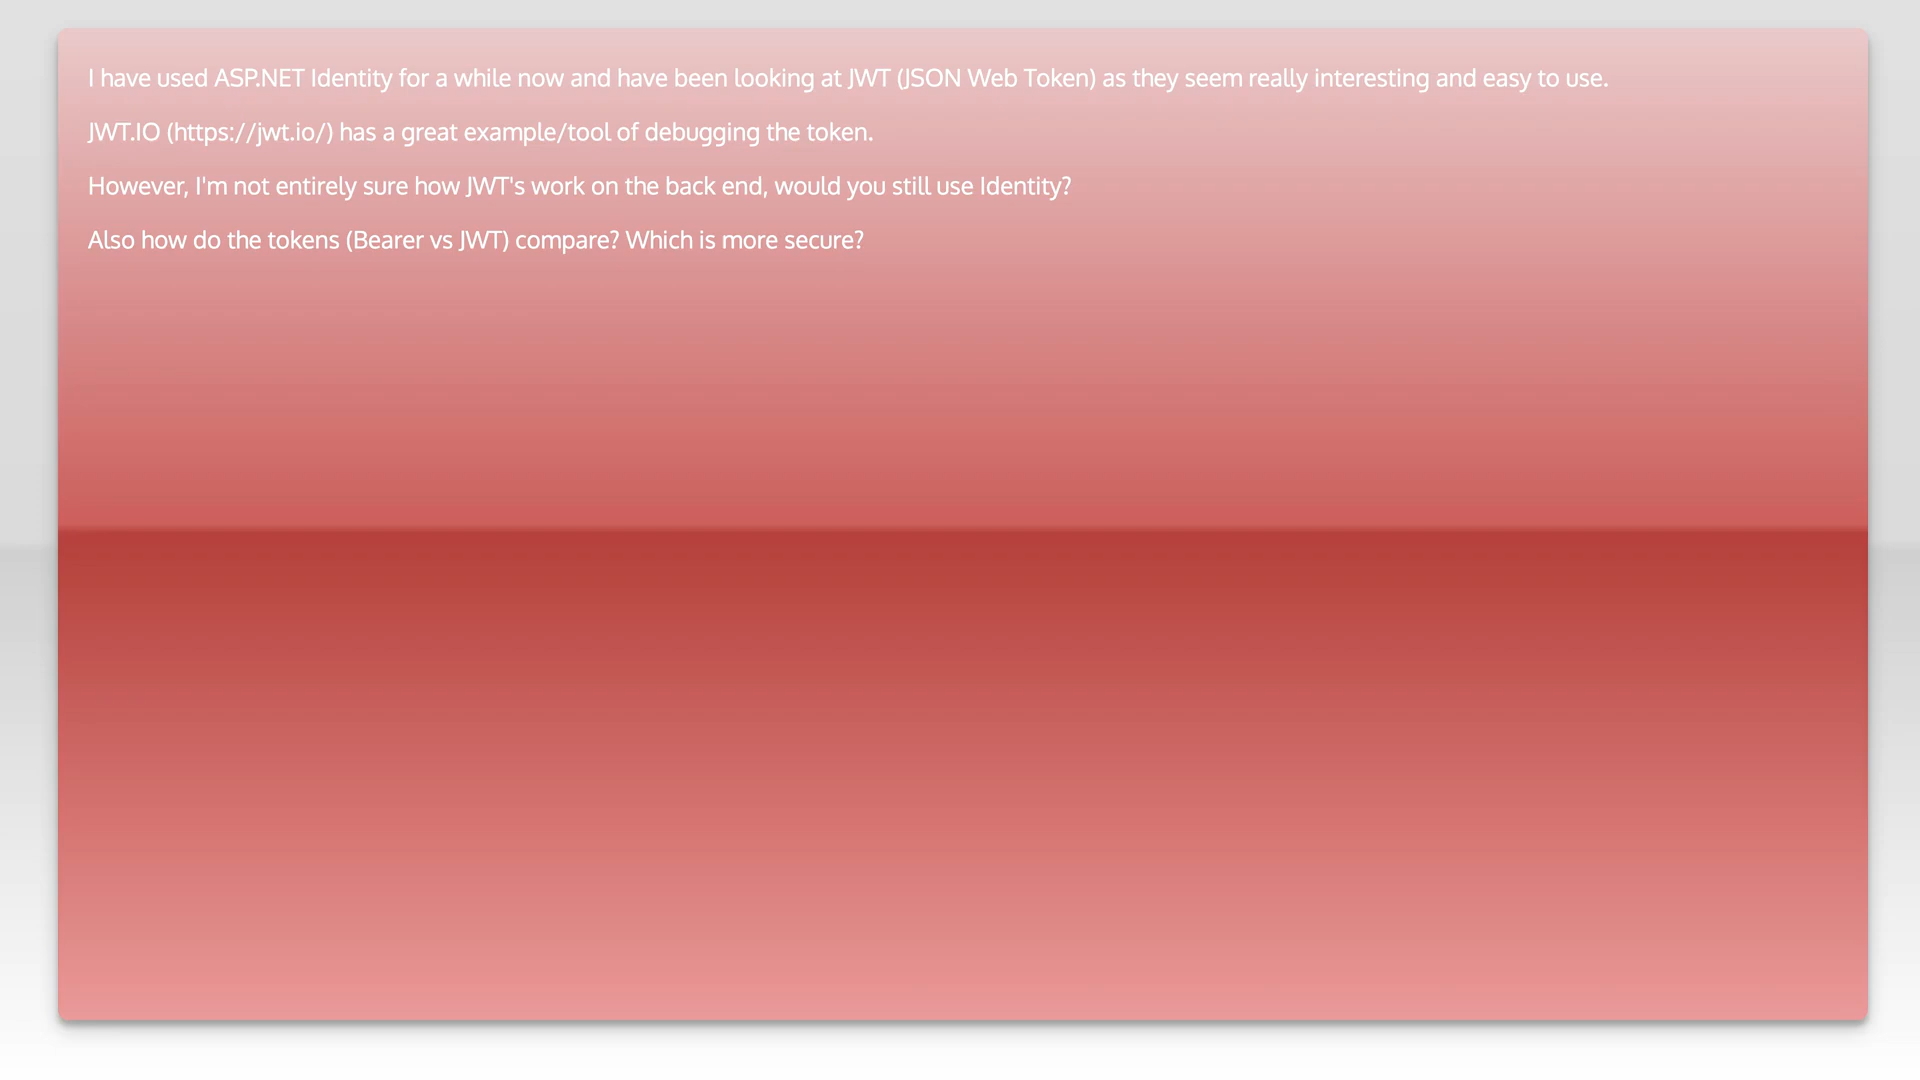 I have used ASP.NET Identity for a while now and have been looking at JWT (JSON Web Token) as they seem really interesting and easy to use.
JWT.IO (https://jwt.io/) has a great example/tool of debugging the token.
However, I'm not entirely sure how JWT's work on the back end, would you still use Identity?
Also how do the tokens (Bearer vs JWT) compare? Which is more secure?